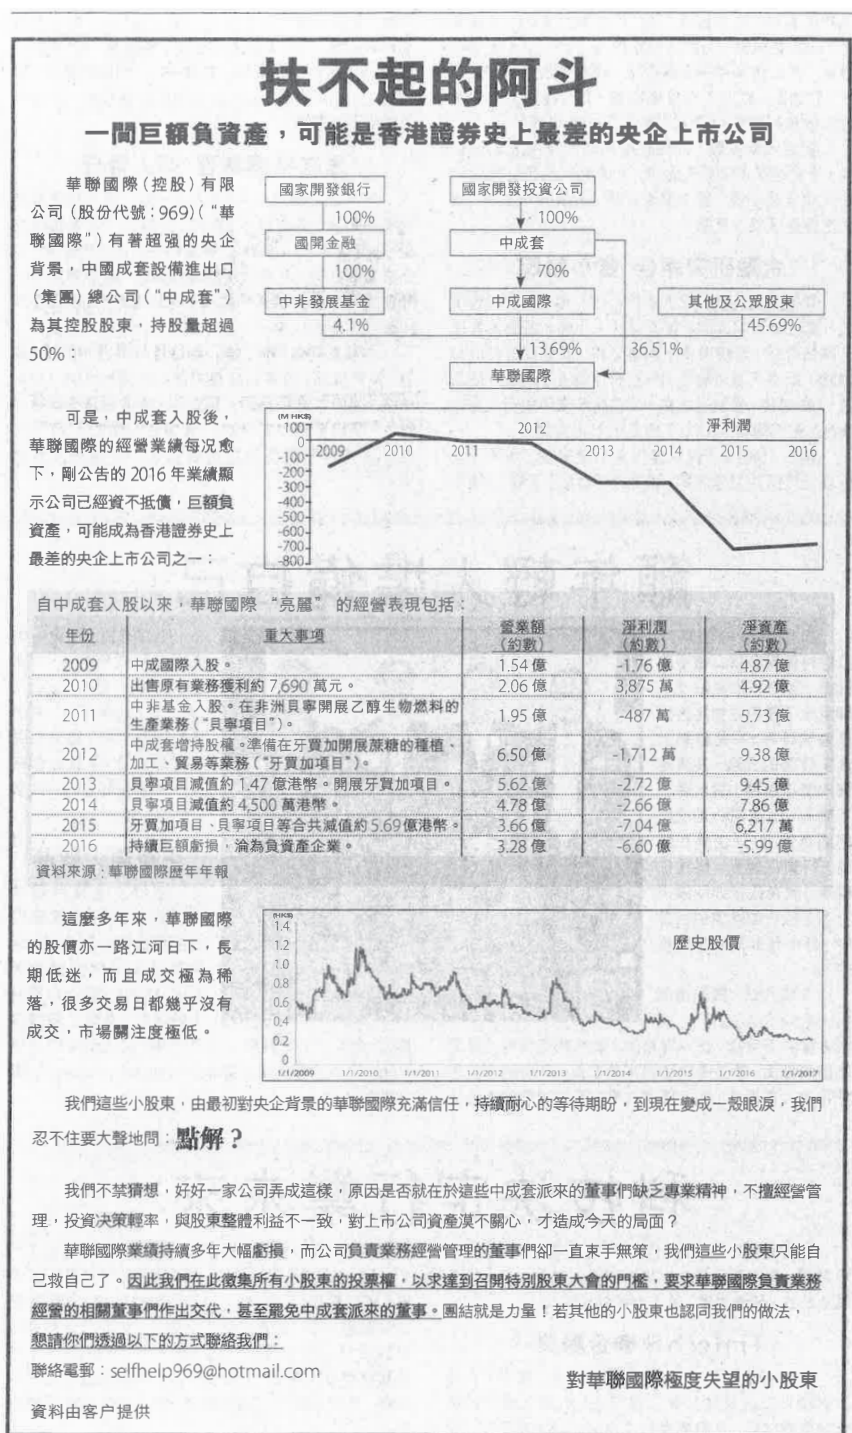 扶不起的阿斗
一間巨額負資產，可能是香港證券史上最差的央企上市公司
華聯國際(控股)有限
公司(股份代號：969)(“華
聯國際”)有著超強的央企
背景，中國成套設備進出口
(集團)總公司(“中成套”)
為其控股股東，持股量超過
50%：
國家開發銀行
100%
國開金融
100%
中非發展基金
4.1%
國家開發投資公司
100%
中成套
70%
中成國際
13.69%
36.51%
其他及公眾股東
45.69%
華聯國際
可是，中成套入股後，
華聯國際的經營業績每況愈
下，剛公告的 2016 年業績顯
示公司已經資不抵債，巨額負
資產，可能成為香港證券史上
最差的央企上市公司之一：
(M HK$)
淨利潤
100
0
-100
-200
-300
-400
-500
-600
-700
-800
2009
2010
2011
2012
2013
2014
2015
2016
自中成套入股以來，華聯國際 “亮麗” 的經營表現包括：
年份 重大事項 營業額(約數) 淨利潤(約數) 淨資產(約數)
2009 中成國際入股。 1.54 億 -1.76 億 4.87 億
2010 出售原有業務獲利約 7,690 萬元。 2.06 億 3,875 萬 4.92 億
2011 中非基金入股。在非洲貝寧開展乙醇生物燃料的
生產業務(“貝寧項目”)。 1.95 億 -487 萬 5.73 億
2012 中成套增持股權。準備在牙買加開展蔗糖的種植、
加工、貿易等業務(“牙買加項目”)。 6.50 億 -1,712 萬 9.38 億
2013 貝寧項目減值約 1.47 億港幣。開展牙買加項目。 5.62 億 -2.72 億 9.45 億
2014 貝寧項目減值約 4,500 萬港幣。 4.78 億 -2.66 億 7.86 億
2015 牙買加項目、貝寧項目等合共減值約 5.69 億港幣。 3.66 億 -7.04 億 6,217 萬
2016 持續巨額虧損，淪為負資產企業。 3.28 億 -6.60 億 -5.99 億
資料來源：華聯國際歷年年報
這麼多年來，華聯國際
的股價亦一路江河日下，長
期低迷，而且成交極為稀
落，很多交易日都幾乎沒有
成交，市場關注度極低。
(HK$)
歷史股價
1.4
1.2
1.0
0.8
0.6
0.4
0.2
0
1/1/2009
1/1/2010
1/1/2011
1/1/2012
1/1/2013
1/1/2014
1/1/2015
1/1/2016
1/1/2017
我們這些小股東，由最初對央企背景的華聯國際充滿信任，持續耐心的等待期盼，到現在變成一殼眼淚，我們
忍不住要大聲地問：點解？
我們不禁猜想，好好一家公司弄成這樣，原因是否就在於這些中成套派來的董事們缺乏專業精神，不擅經營管
理，投資決策輕率，與股東整體利益不一致，對上市公司資產漠不關心，才造成今天的局面？
華聯國際業績持續多年大幅虧損，而公司負責業務經營管理的董事們卻一直束手無策，我們這些小股東只能自
己救自己了。因此我們在此徵集所有小股東的投票權，以求達到召開特別股東大會的門檻，要求華聯國際負責業務
經營的相關董事們作出交代，甚至罷免中成套派來的董事。團結就是力量！若其他的小股東也認同我們的做法，
懇請你們透過以下的方式聯絡我們：
聯絡電郵：selfhelp969@hotmail.com
對華聯國際極度失望的小股東
資料由客户提供